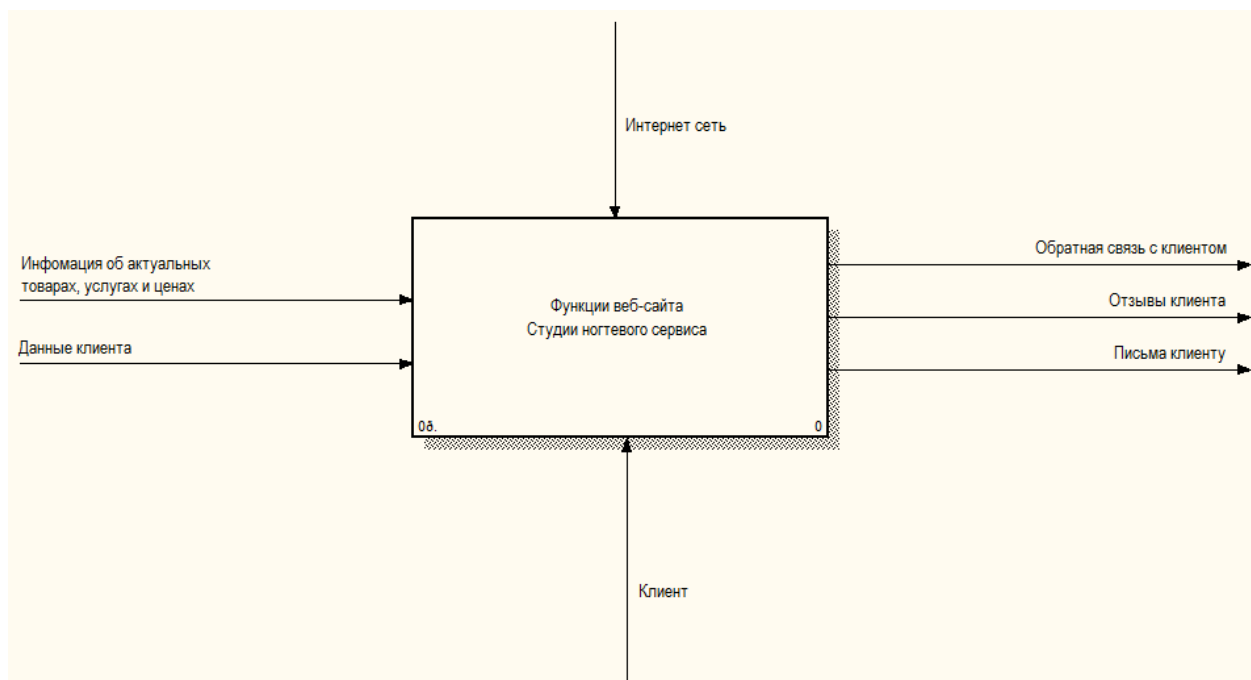 Интернет сеть
Инфомация об актуальных
товарах, услугах и ценах
Данные клиента
Функции веб-сайта
Студии ногтевого сервиса
0ð.
0
Обратная связь с клиентом
Отзывы клиента
Письма клиенту
Клиент